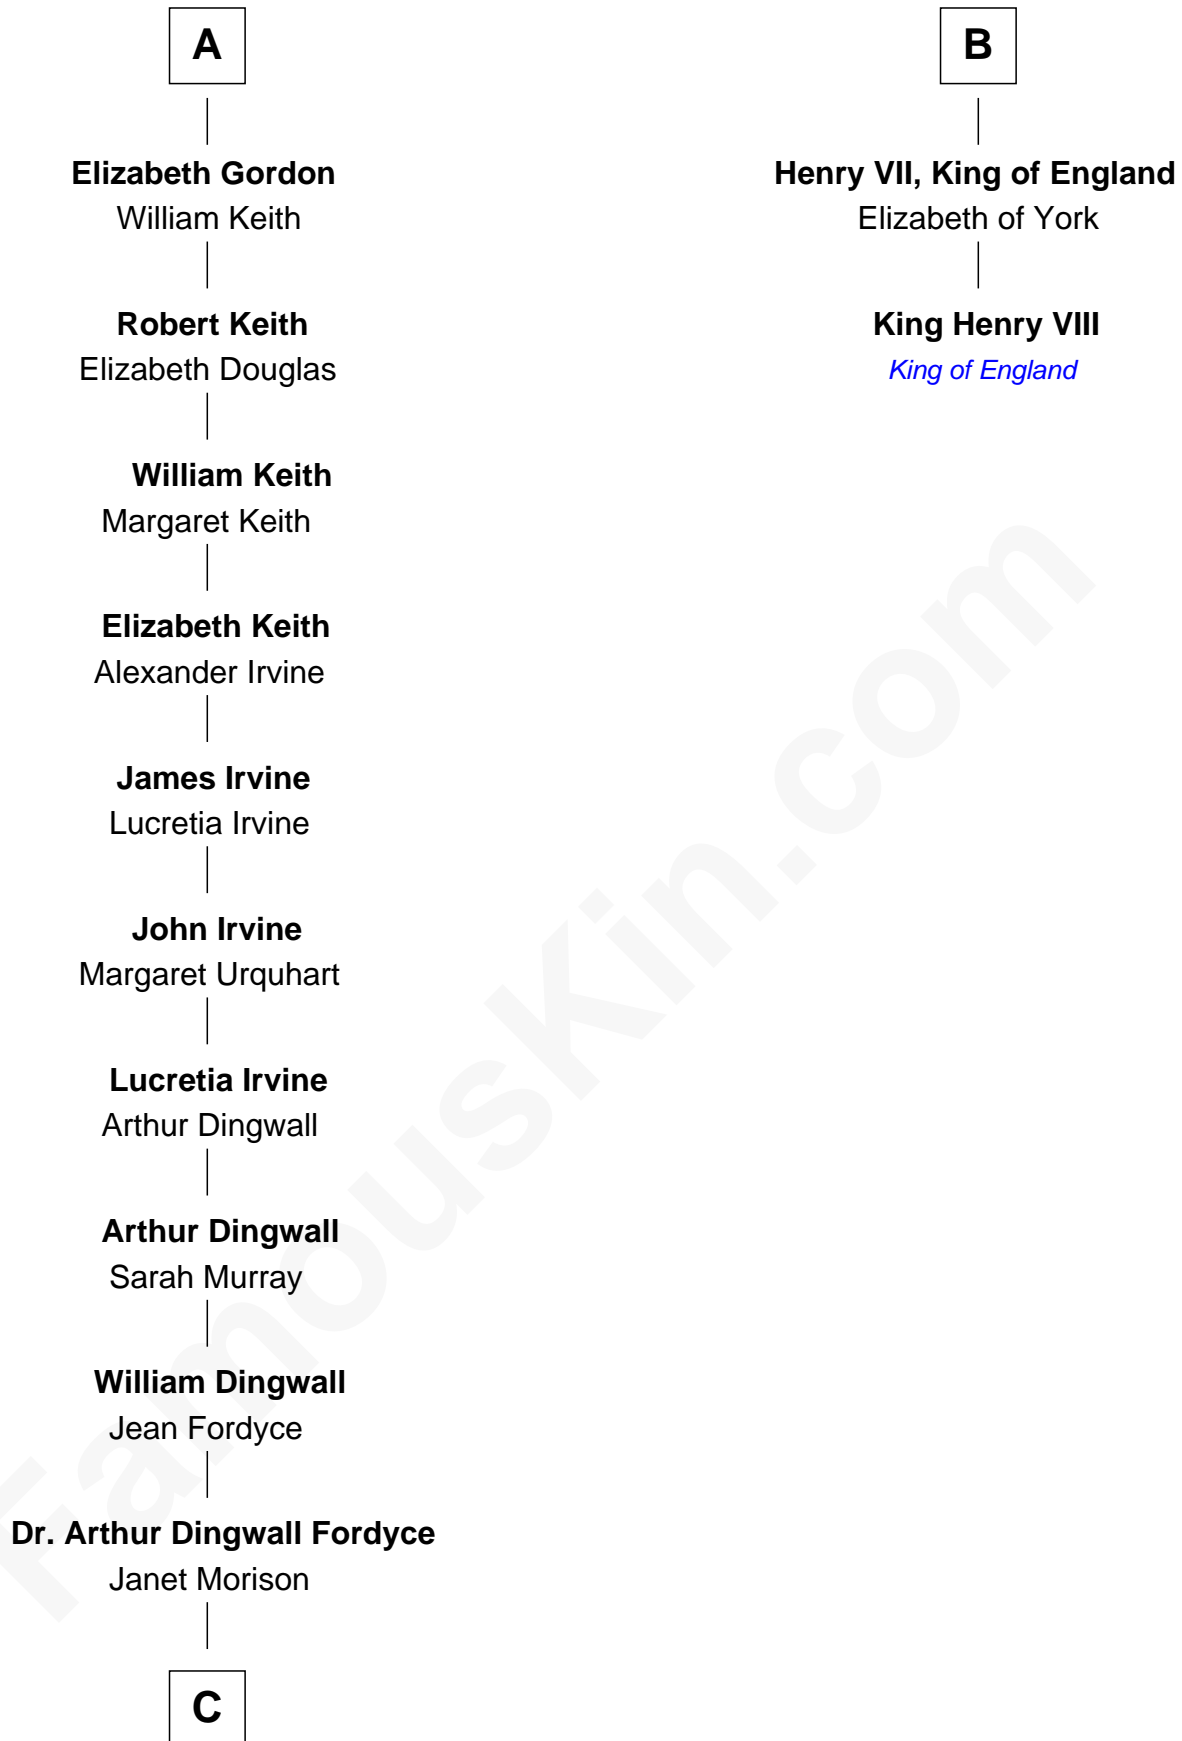 A
Elizabeth Gordon
William Keith
Robert Keith
Elizabeth Douglas
William Keith
Margaret Keith
Elizabeth Keith
Alexander Irvine
James Irvine
Lucretia Irvine
John Irvine
Margaret Urquhart
Lucretia Irvine
Arthur Dingwall
Arthur Dingwall
Sarah Murray
William Dingwall
Jean Fordyce
Dr. Arthur Dingwall Fordyce
Janet Morison
C
B
Henry VII, King of England
Elizabeth of York
King Henry VIII
King of England
FamousKin.com